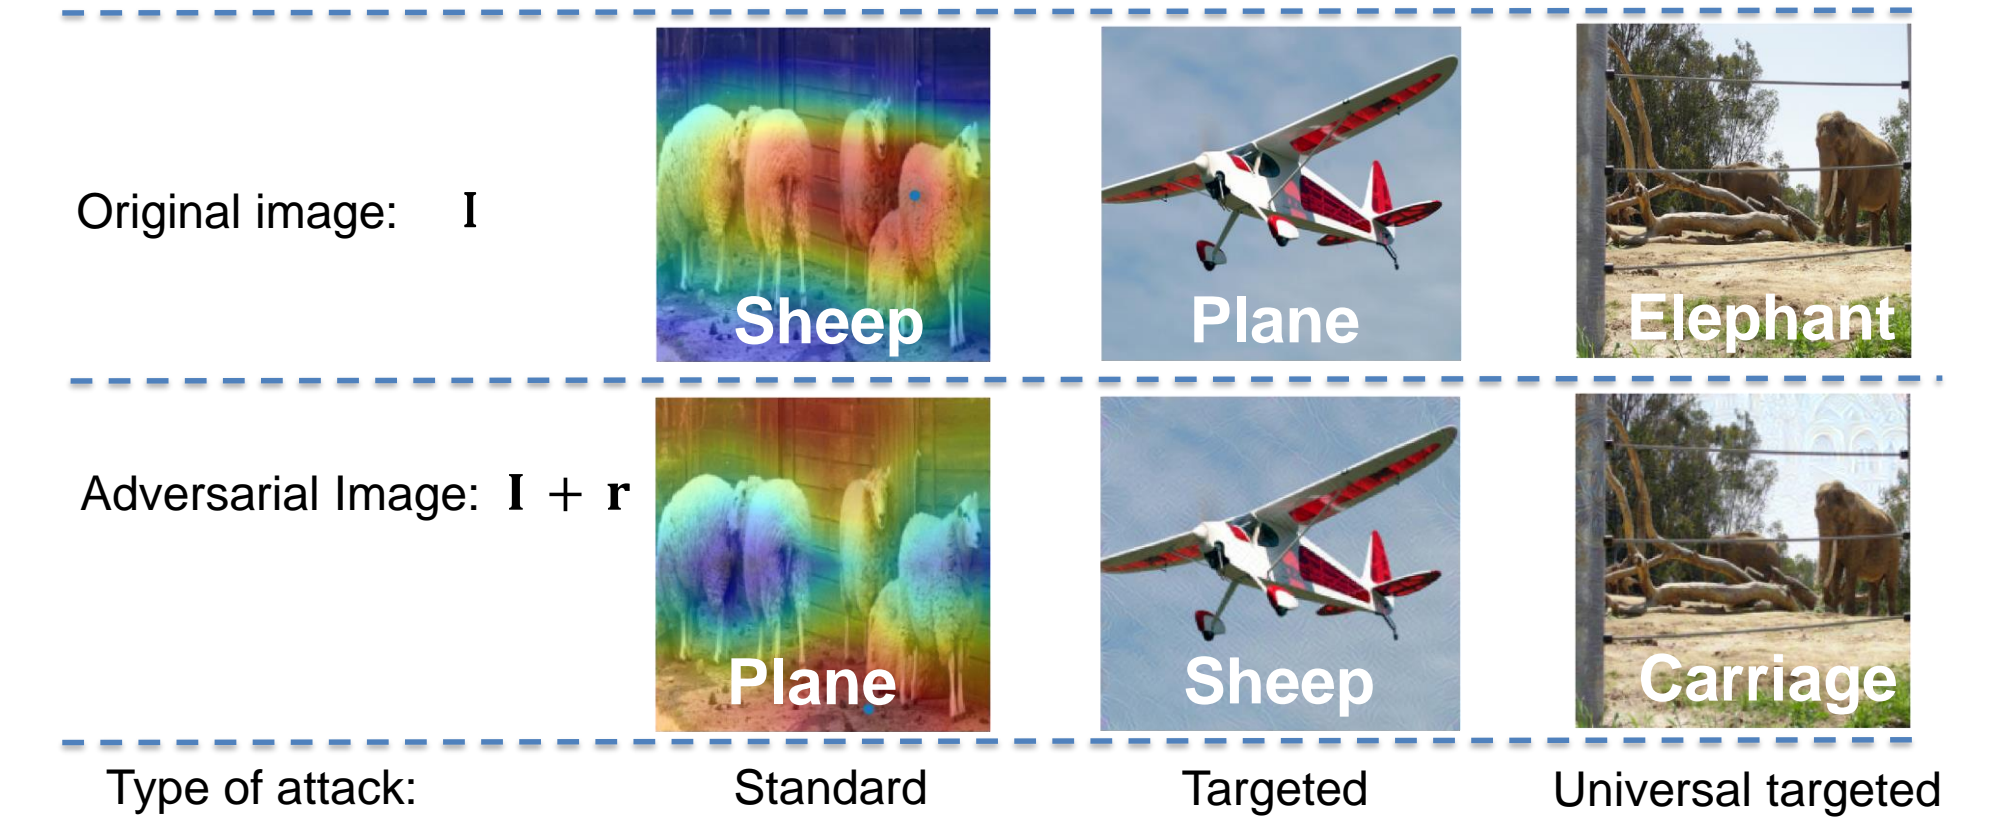 Original image: I
Sheep
Plane
Elephant
Adversarial Image: I + r
Plane
Sheep
Carriage
Type of attack: Standard Targeted Universal targeted